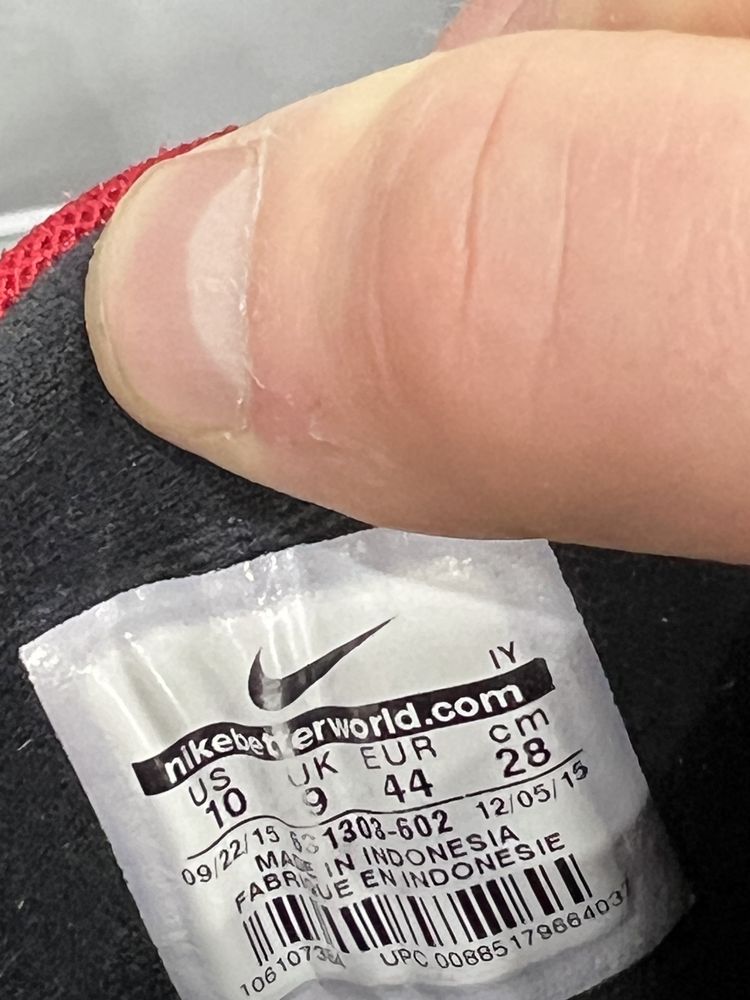 IY
nikebetterworld.com
US UK EUR cm
10 9 44 28
09/22/15 631303-602 12/05/15
MADE IN INDONESIA
FABRIQUE EN INDONESIE
UPC